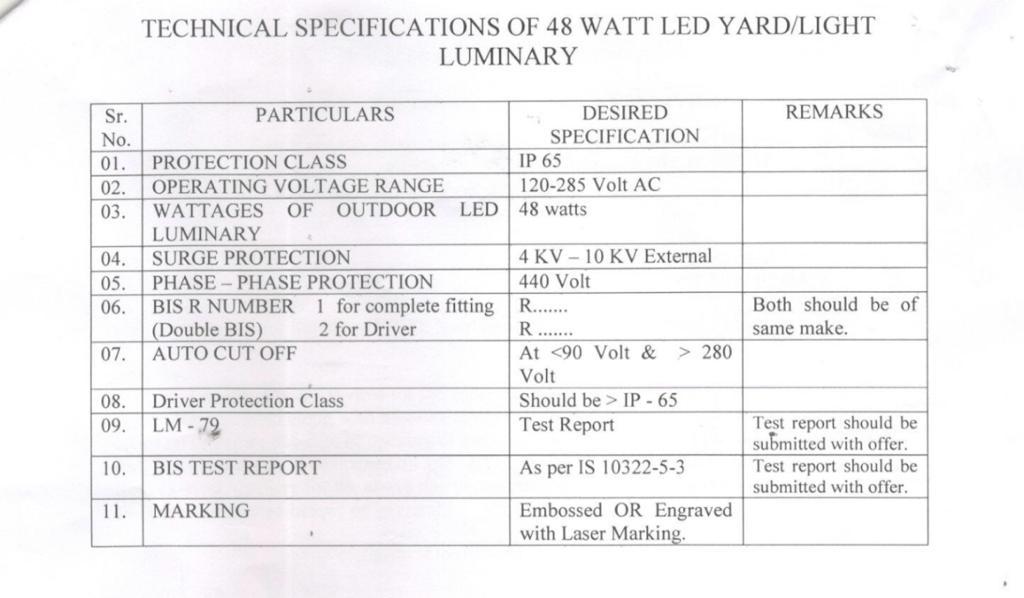 TECHNICAL SPECIFICATIONS OF 48 WATT LED YARD/LIGHT
LUMINARY
Sr. No. PARTICULARS DESIRED SPECIFICATION REMARKS
01. PROTECTION CLASS IP 65
02. OPERATING VOLTAGE RANGE 120-285 Volt AC
03. WATTAGES OF OUTDOOR LED LUMINARY 48 watts
04. SURGE PROTECTION 4 KV – 10 KV External
05. PHASE – PHASE PROTECTION 440 Volt
06. BIS R NUMBER 1 for complete fitting R....... Both should be of
(Double BIS) 2 for Driver R ....... same make.
07. AUTO CUT OFF At <90 Volt & > 280
Volt
08. Driver Protection Class Should be > IP - 65
09. LM - 79 Test Report Test report should be
submitted with offer.
10. BIS TEST REPORT As per IS 10322-5-3 Test report should be
submitted with offer.
11. MARKING Embossed OR Engraved
with Laser Marking.